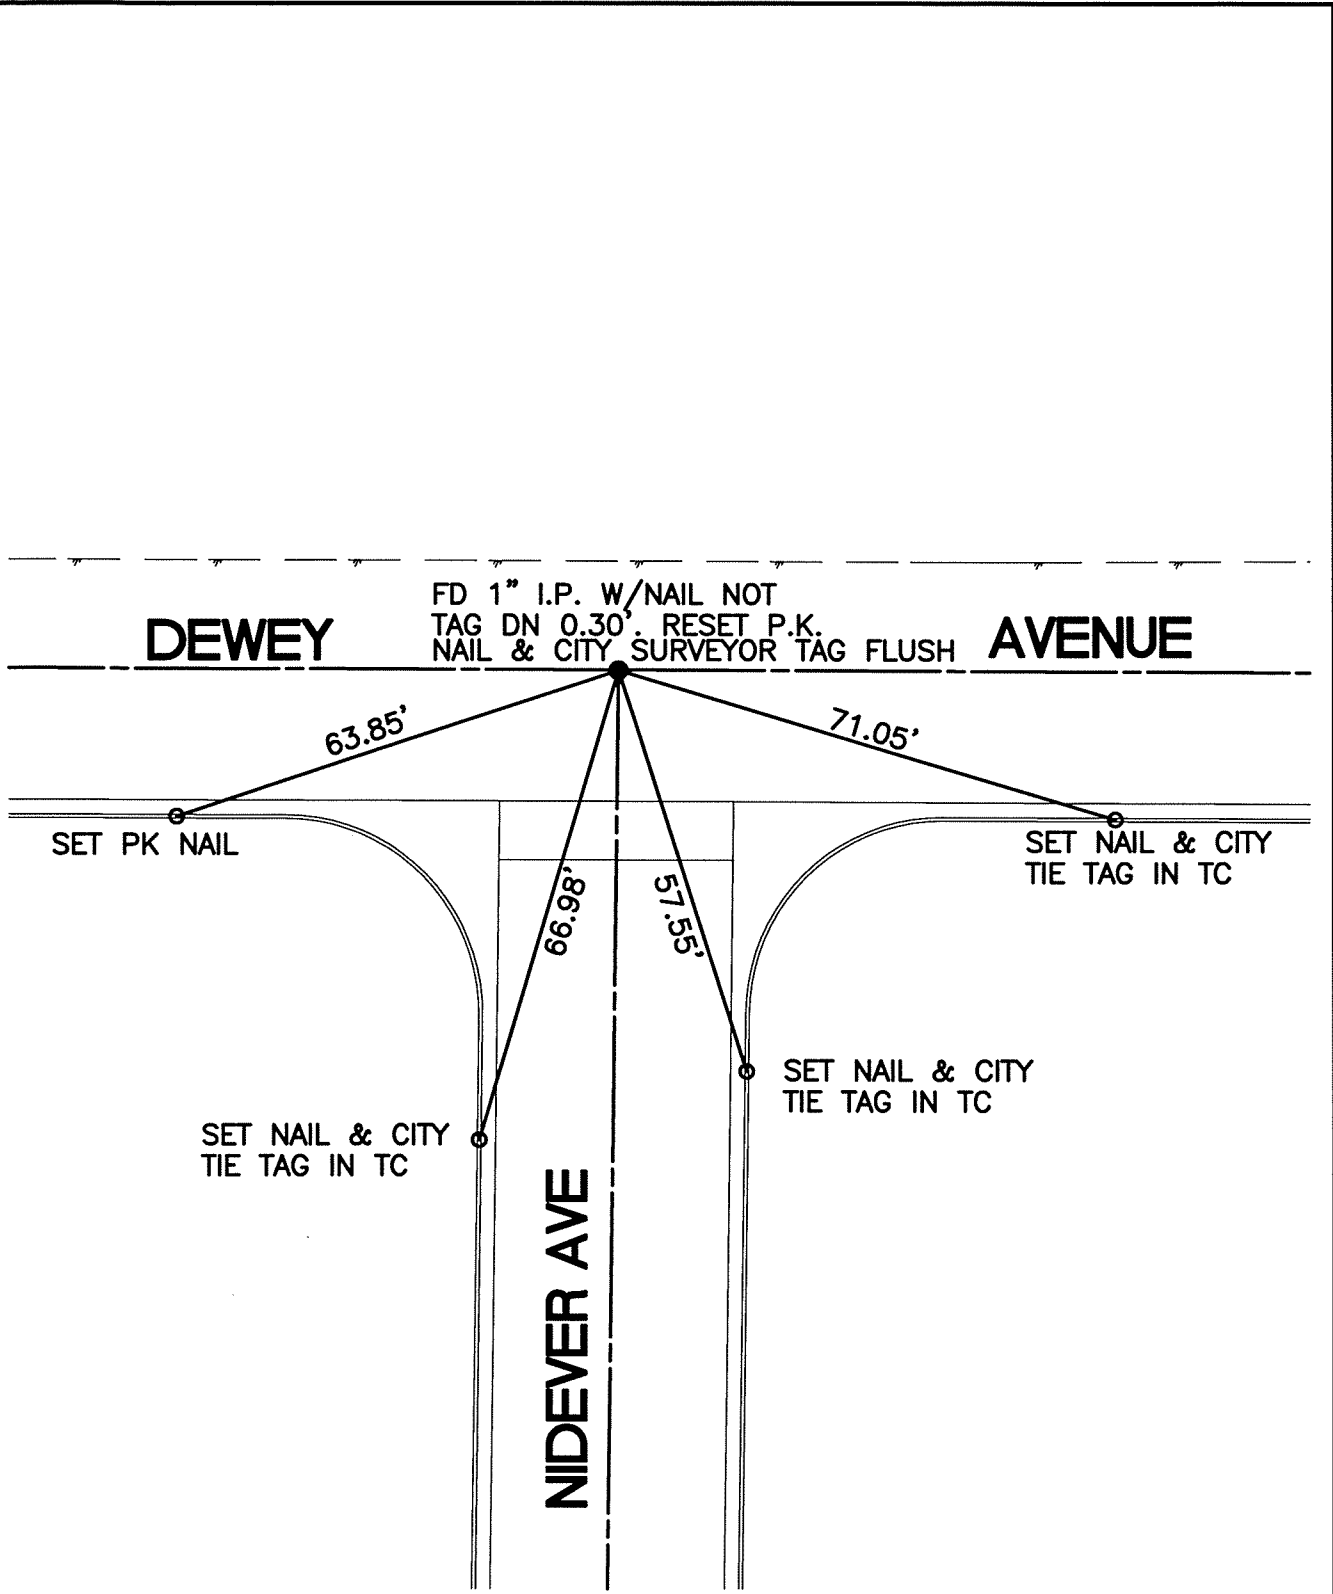 FD 1" I.P. W/NAIL NOT
TAG DN 0.30'. RESET P.K.
NAIL & CITY SURVEYOR TAG FLUSH
DEWEY AVENUE
63.85'
71.05'
SET PK NAIL
SET NAIL & CITY
TIE TAG IN TC
66.98'
57.55'
SET NAIL & CITY
TIE TAG IN TC
SET NAIL & CITY
TIE TAG IN TC
NIDEVER AVE